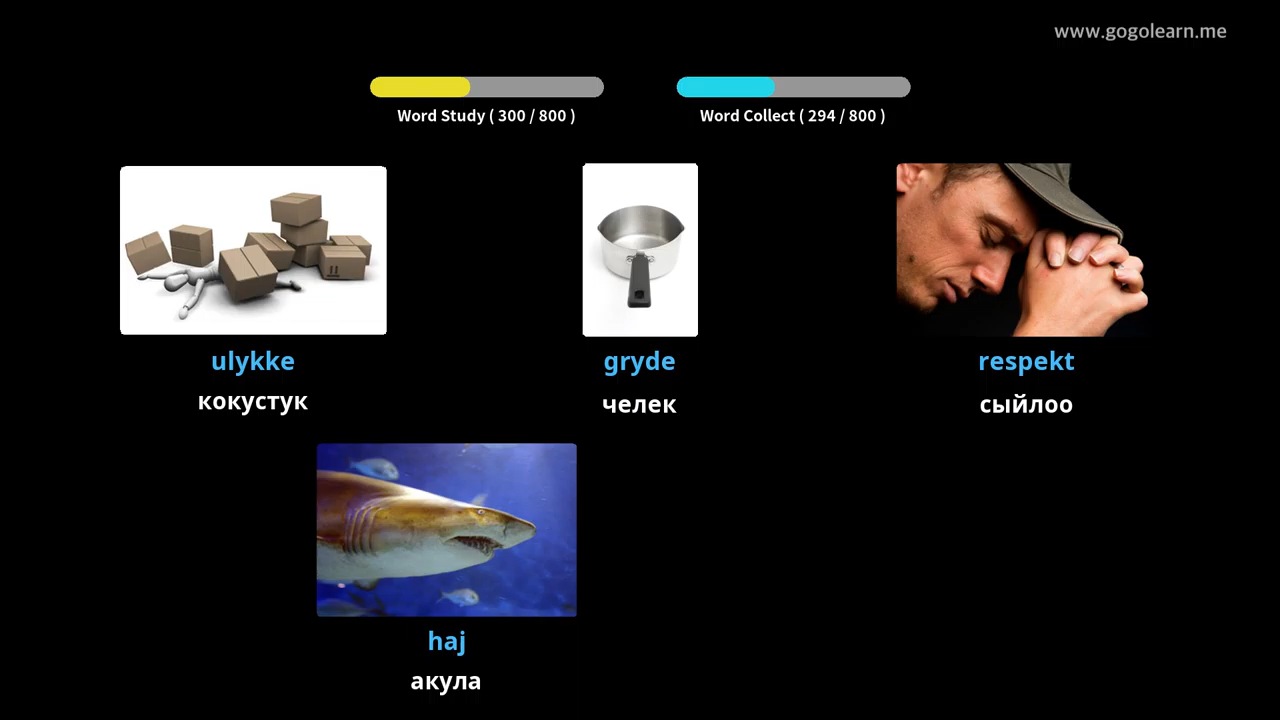 www.gogolearn.me
Word Study ( 300 / 800 )
Word Collect ( 294 / 800 )
ulykke
кокустук
gryde
челек
respekt
сыйлоо
haj
акула